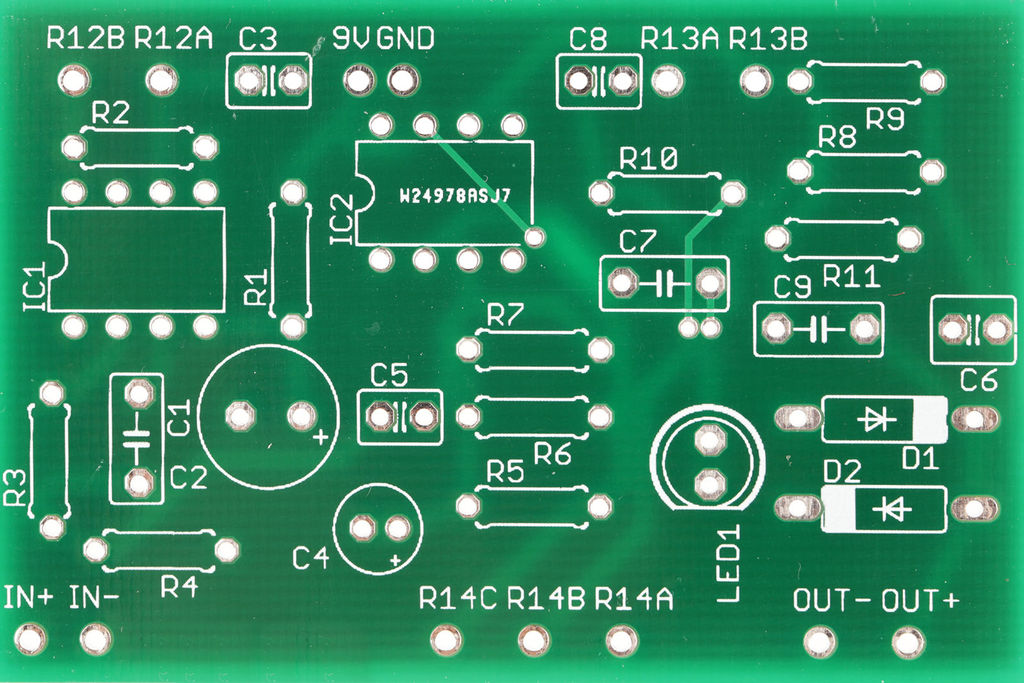 R12B R12A C3 9V GND C8 R13A R13B
R2
R9
R8
R10
W24978ASJ7
IC2
C7
IC1
R1
R11
C9
R7
C6
C5
C1
R3
C2
R6
R5
D1
D2
C4
R4
LED1
IN+ IN-
R14C R14B R14A
OUT- OUT+
+
+